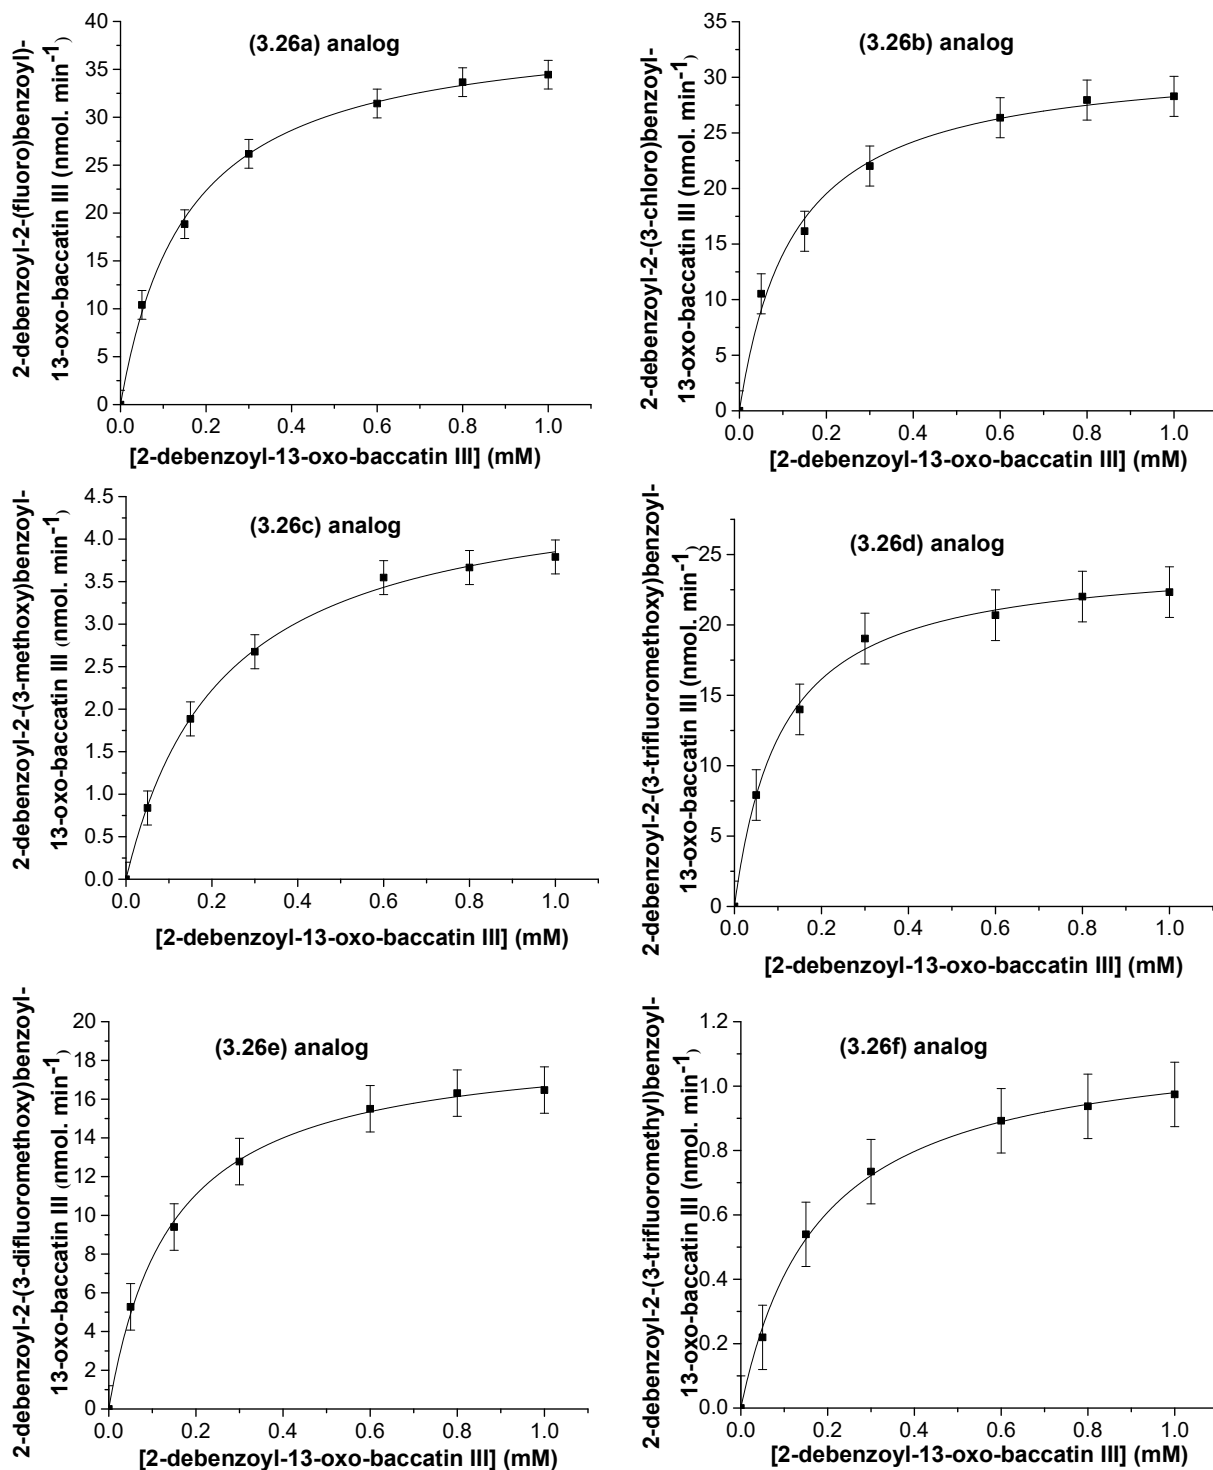 2-debenzoyl-2-(fluoro)benzoyl)-
13-oxo-baccatin III (nmol. min⁻¹)
(3.26a) analog
40
35
30
25
20
15
10
5
0
0.0 0.2 0.4 0.6 0.8 1.0
[2-debenzoyl-13-oxo-baccatin III] (mM)
2-debenzoyl-2-(3-chloro)benzoyl-
13-oxo-baccatin III (nmol. min⁻¹)
(3.26b) analog
35
30
25
20
15
10
5
0
0.0 0.2 0.4 0.6 0.8 1.0
[2-debenzoyl-13-oxo-baccatin III] (mM)
2-debenzoyl-2-(3-methoxy)benzoyl-
13-oxo-baccatin III (nmol. min⁻¹)
(3.26c) analog
4.5
4.0
3.5
3.0
2.5
2.0
1.5
1.0
0.5
0.0
0.0 0.2 0.4 0.6 0.8 1.0
[2-debenzoyl-13-oxo-baccatin III] (mM)
2-debenzoyl-2-(3-trifluoromethoxy)benzoyl-
13-oxo-baccatin III (nmol. min⁻¹)
(3.26d) analog
25
20
15
10
5
0
0.0 0.2 0.4 0.6 0.8 1.0
[2-debenzoyl-13-oxo-baccatin III] (mM)
2-debenzoyl-2-(3-difluoromethoxy)benzoyl-
13-oxo-baccatin III (nmol. min⁻¹)
(3.26e) analog
20
18
16
14
12
10
8
6
4
2
0
0.0 0.2 0.4 0.6 0.8 1.0
[2-debenzoyl-13-oxo-baccatin III] (mM)
2-debenzoyl-2-(3-trifluromethyl)benzoyl-
13-oxo-baccatin III (nmol. min⁻¹)
(3.26f) analog
1.2
1.0
0.8
0.6
0.4
0.2
0.0
0.0 0.2 0.4 0.6 0.8 1.0
[2-debenzoyl-13-oxo-baccatin III] (mM)